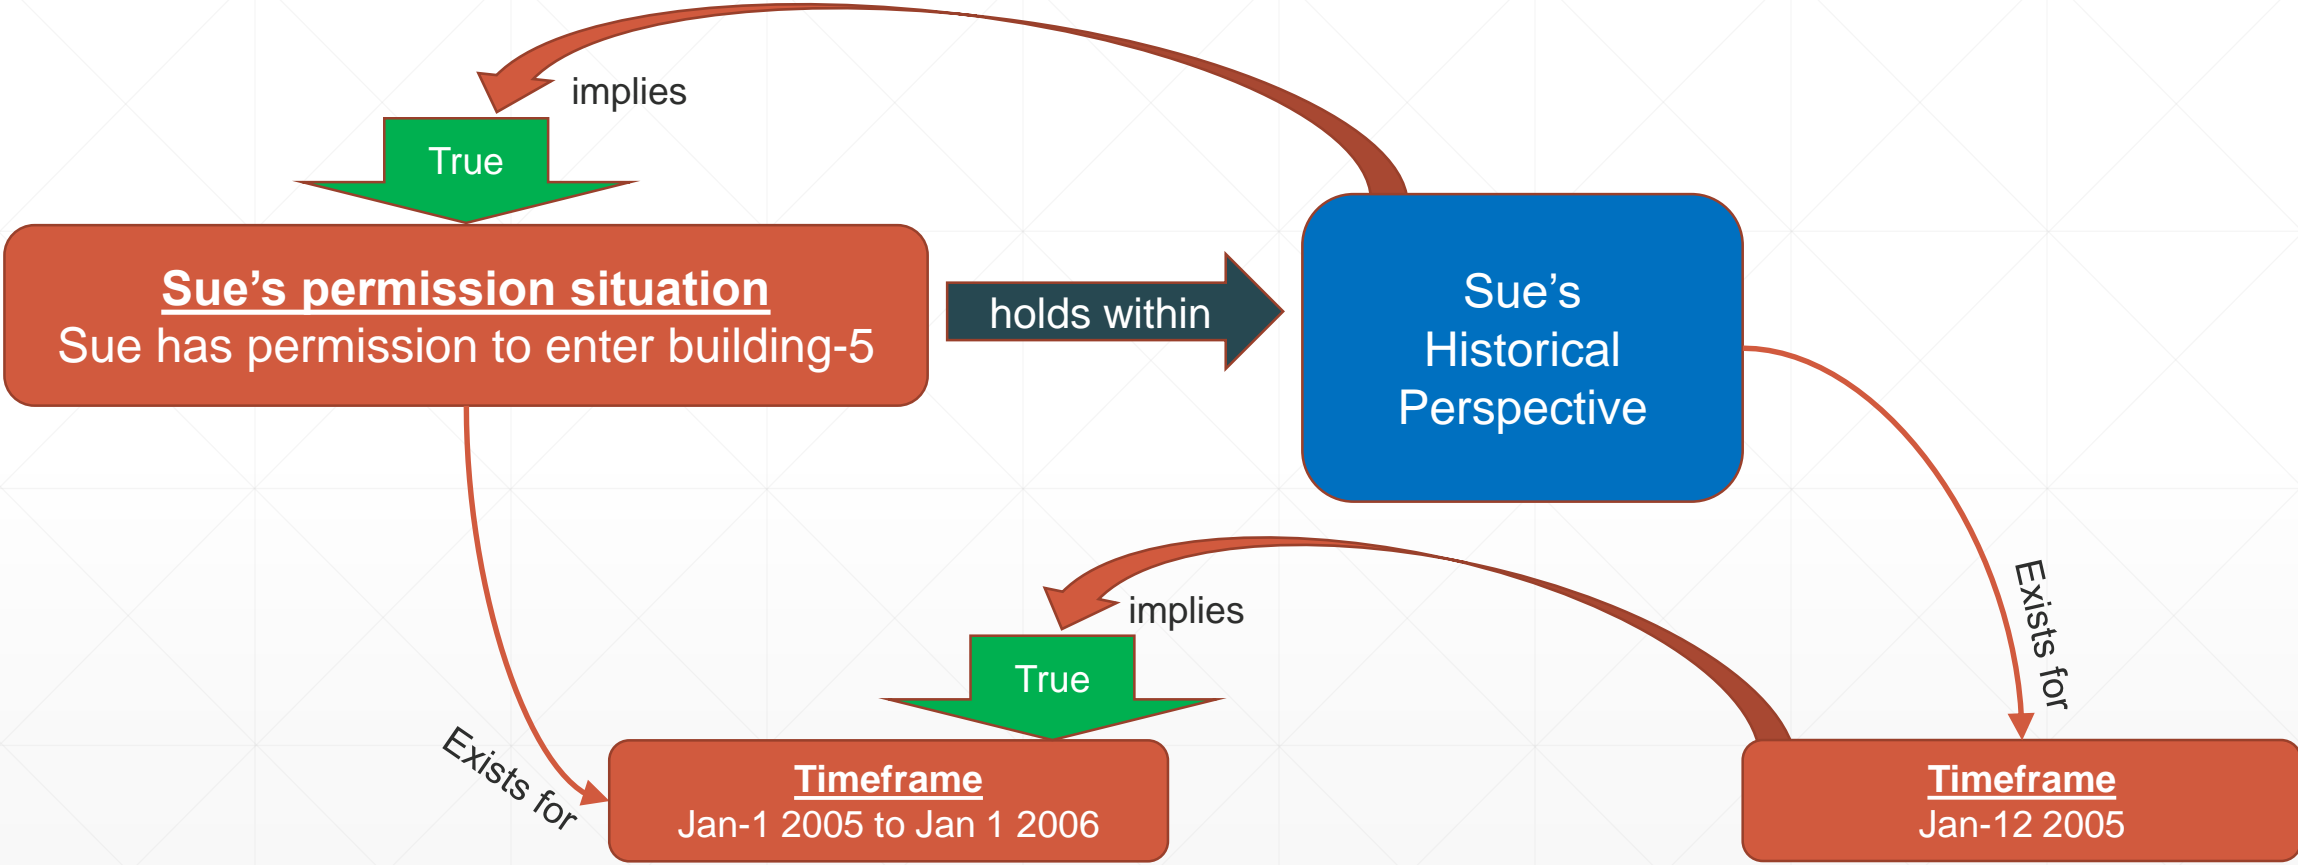 implies
True
Sue’s permission situation
Sue has permission to enter building-5
holds within
Sue’s
Historical
Perspective
Exists for
implies
True
Exists for
Timeframe
Jan-1 2005 to Jan 1 2006
Timeframe
Jan-12 2005